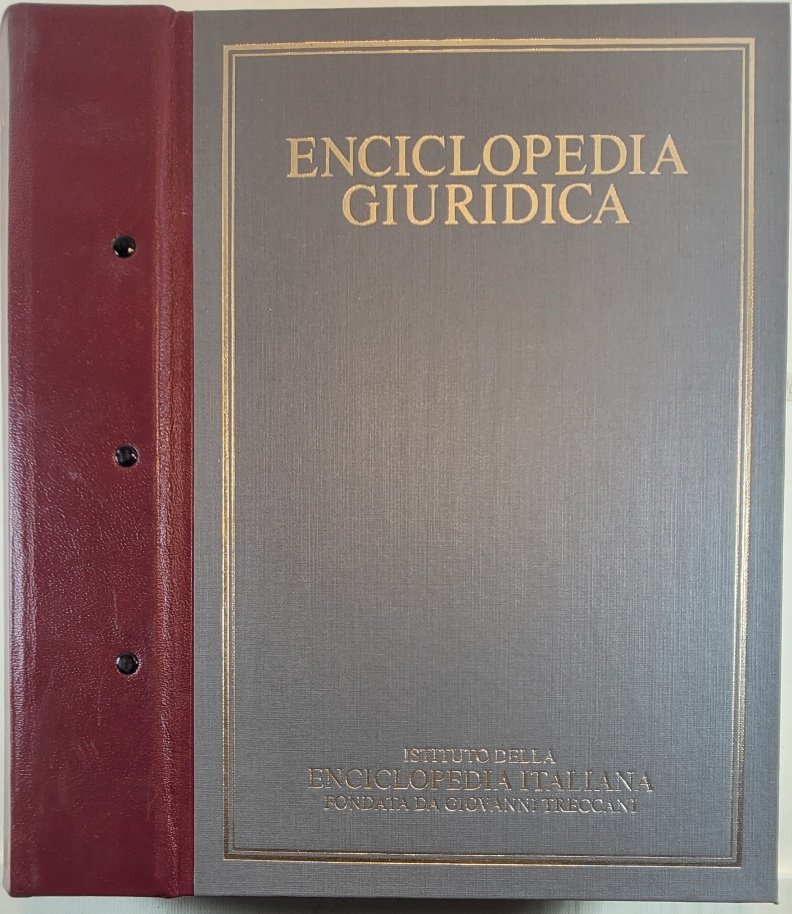 ENCICLOPEDIA
GIURIDICA
ISTITUTO DELLA
ENCICLOPEDIA ITALIANA
FONDATA DA GIOVANNI TRECCANI